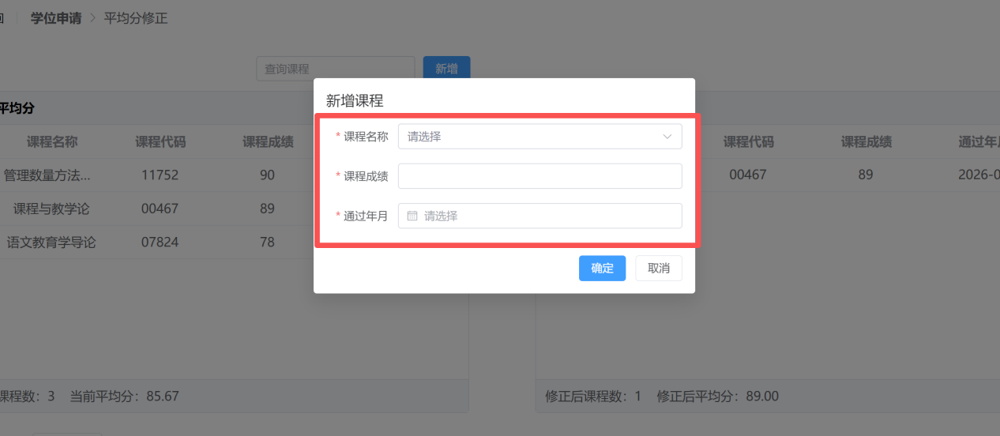 学位申请 > 平均分修正
查询课程 新增
平均分
课程名称 课程代码 课程成绩
管理数量方法... 11752 90
课程与教学论 00467 89
语文教育学导论 07824 78
课程数：3 当前平均分：85.67
新增课程
* 课程名称 请选择
* 课程成绩
* 通过年月 请选择
确定 取消
课程代码 课程成绩 通过年
00467 89 2026-0
修正后课程数：1 修正后平均分：89.00